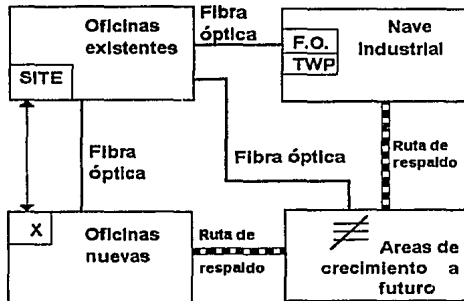 Oficinas
existentes
SITE
Fibra
óptica
F.O.
TWP
Nave
Industrial
Fibra
óptica
Fibra óptica
Ruta de
respaldo
X
Oficinas
nuevas
Ruta de
respaldo
Areas de
crecimiento a
futuro